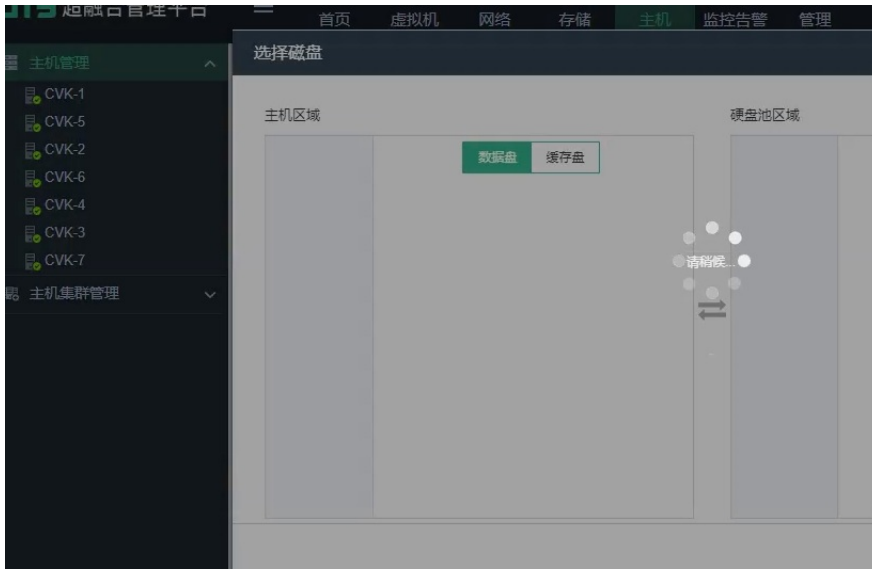 超融合管理平台
首页 虚拟机 网络 存储 主机 监控告警 管理
主机管理
CVK-1
CVK-5
CVK-2
CVK-6
CVK-4
CVK-3
CVK-7
主机集群管理
选择磁盘
主机区域
硬盘池区域
数据盘 缓存盘
请稍候...